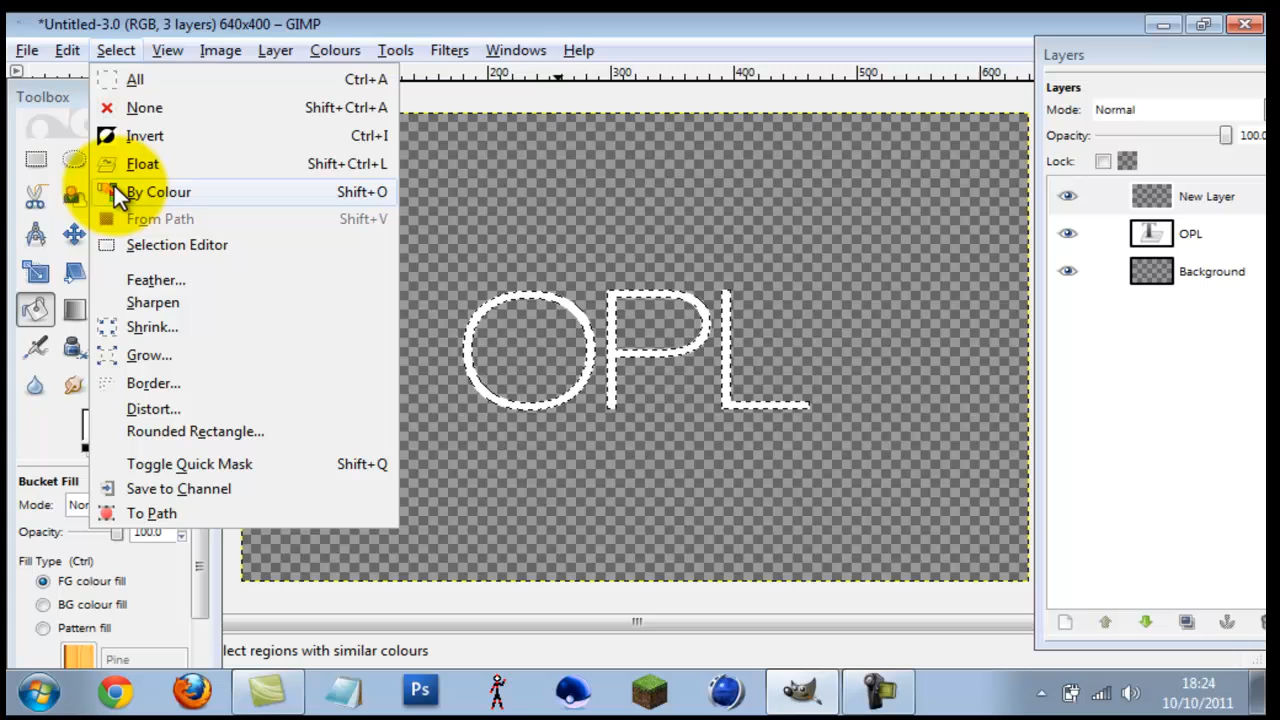 *Untitled-3.0 (RGB, 3 layers) 640x400 – GIMP
File Edit Select View Image Layer Colours Tools Filters Windows Help
200 300 400 500 600
Toolbox
All Ctrl+A
None Shift+Ctrl+A
Invert Ctrl+I
Float Shift+Ctrl+L
By Colour Shift+O
From Path Shift+V
Selection Editor
Feather...
Sharpen
Shrink...
Grow...
Border...
Distort...
Rounded Rectangle...
Toggle Quick Mask Shift+Q
Save to Channel
To Path
OPL
Bucket Fill
Mode: Nor
Opacity: 100.0
Fill Type (Ctrl)
FG colour fill
BG colour fill
Pattern fill
Pine
lect regions with similar colours
Layers
Layers
Mode: Normal
Opacity: 100.0
Lock:
New Layer
T OPL
Background
Ps
18:24
10/10/2011